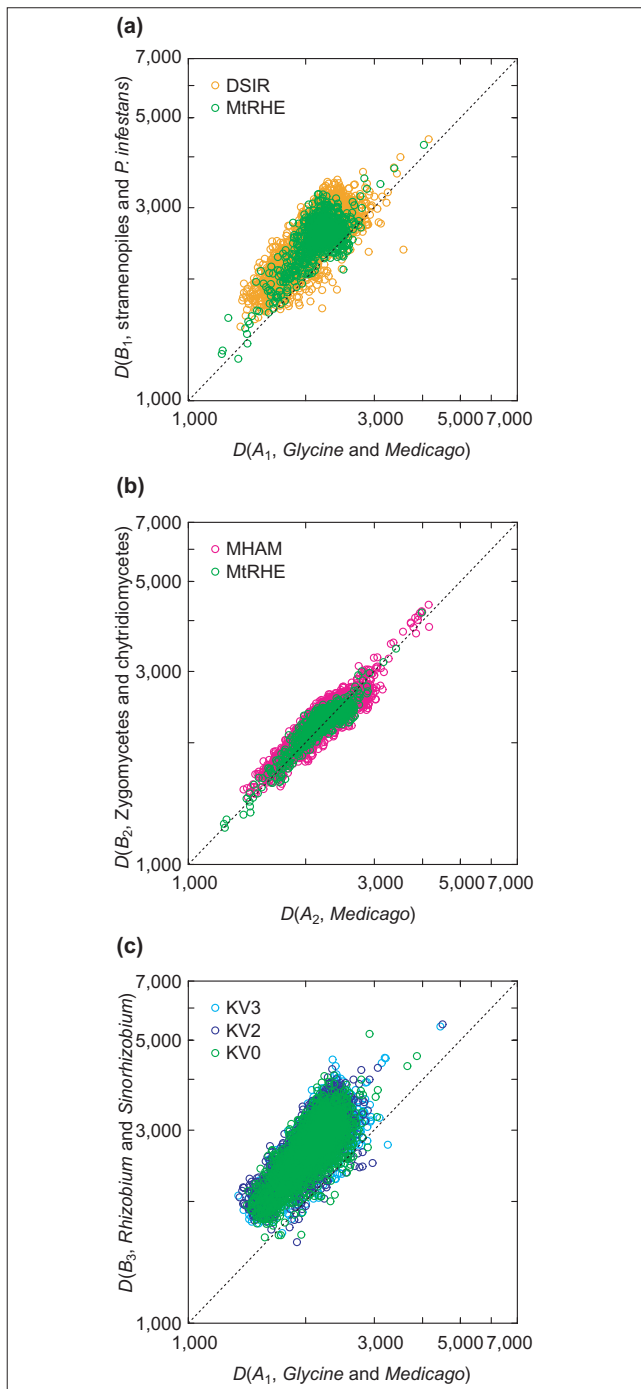 (a)
7,000
5,000
3,000
1,000
DSIR
MtRHE
D(B1, stramenopiles and P. infestans)
1,000
3,000
5,000 7,000
D(A1, Glycine and Medicago)
(b)
7,000
5,000
3,000
1,000
MHAM
MtRHE
D(B2, Zygomycetes and chytridiomycetes)
1,000
3,000
5,000 7,000
D(A2, Medicago)
(c)
7,000
5,000
3,000
1,000
KV3
KV2
KV0
D(B3, Rhizobium and Sinorhizobium)
1,000
3,000
5,000 7,000
D(A1, Glycine and Medicago)